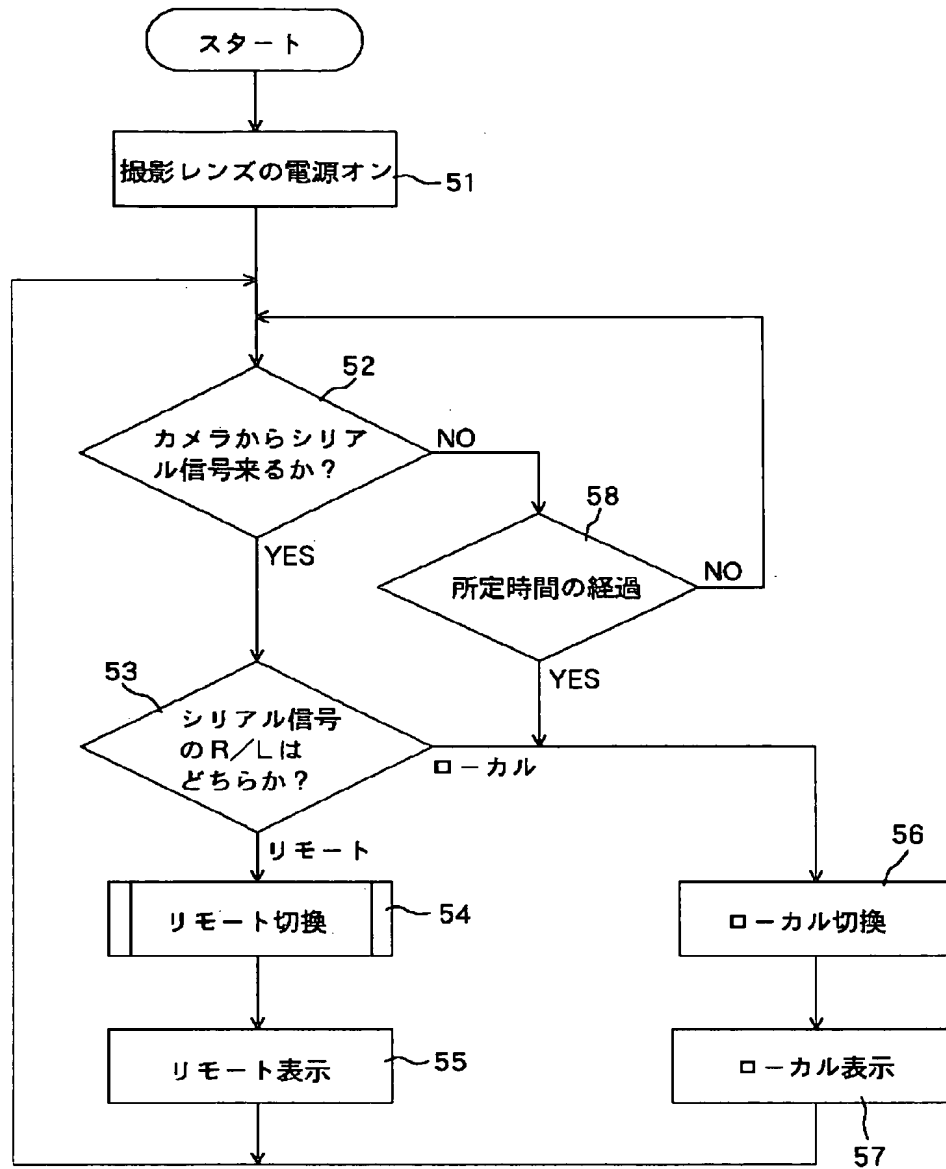 スタート
撮影レンズの電源オン
51
52
カメラからシリア
ル信号来るか？
NO
YES
58
所定時間の経過
NO
YES
53
シリアル信号
のR／Lは
どちらか？
ローカル
リモート
リモート切換
54
56
ローカル切換
リモート表示
55
ローカル表示
57